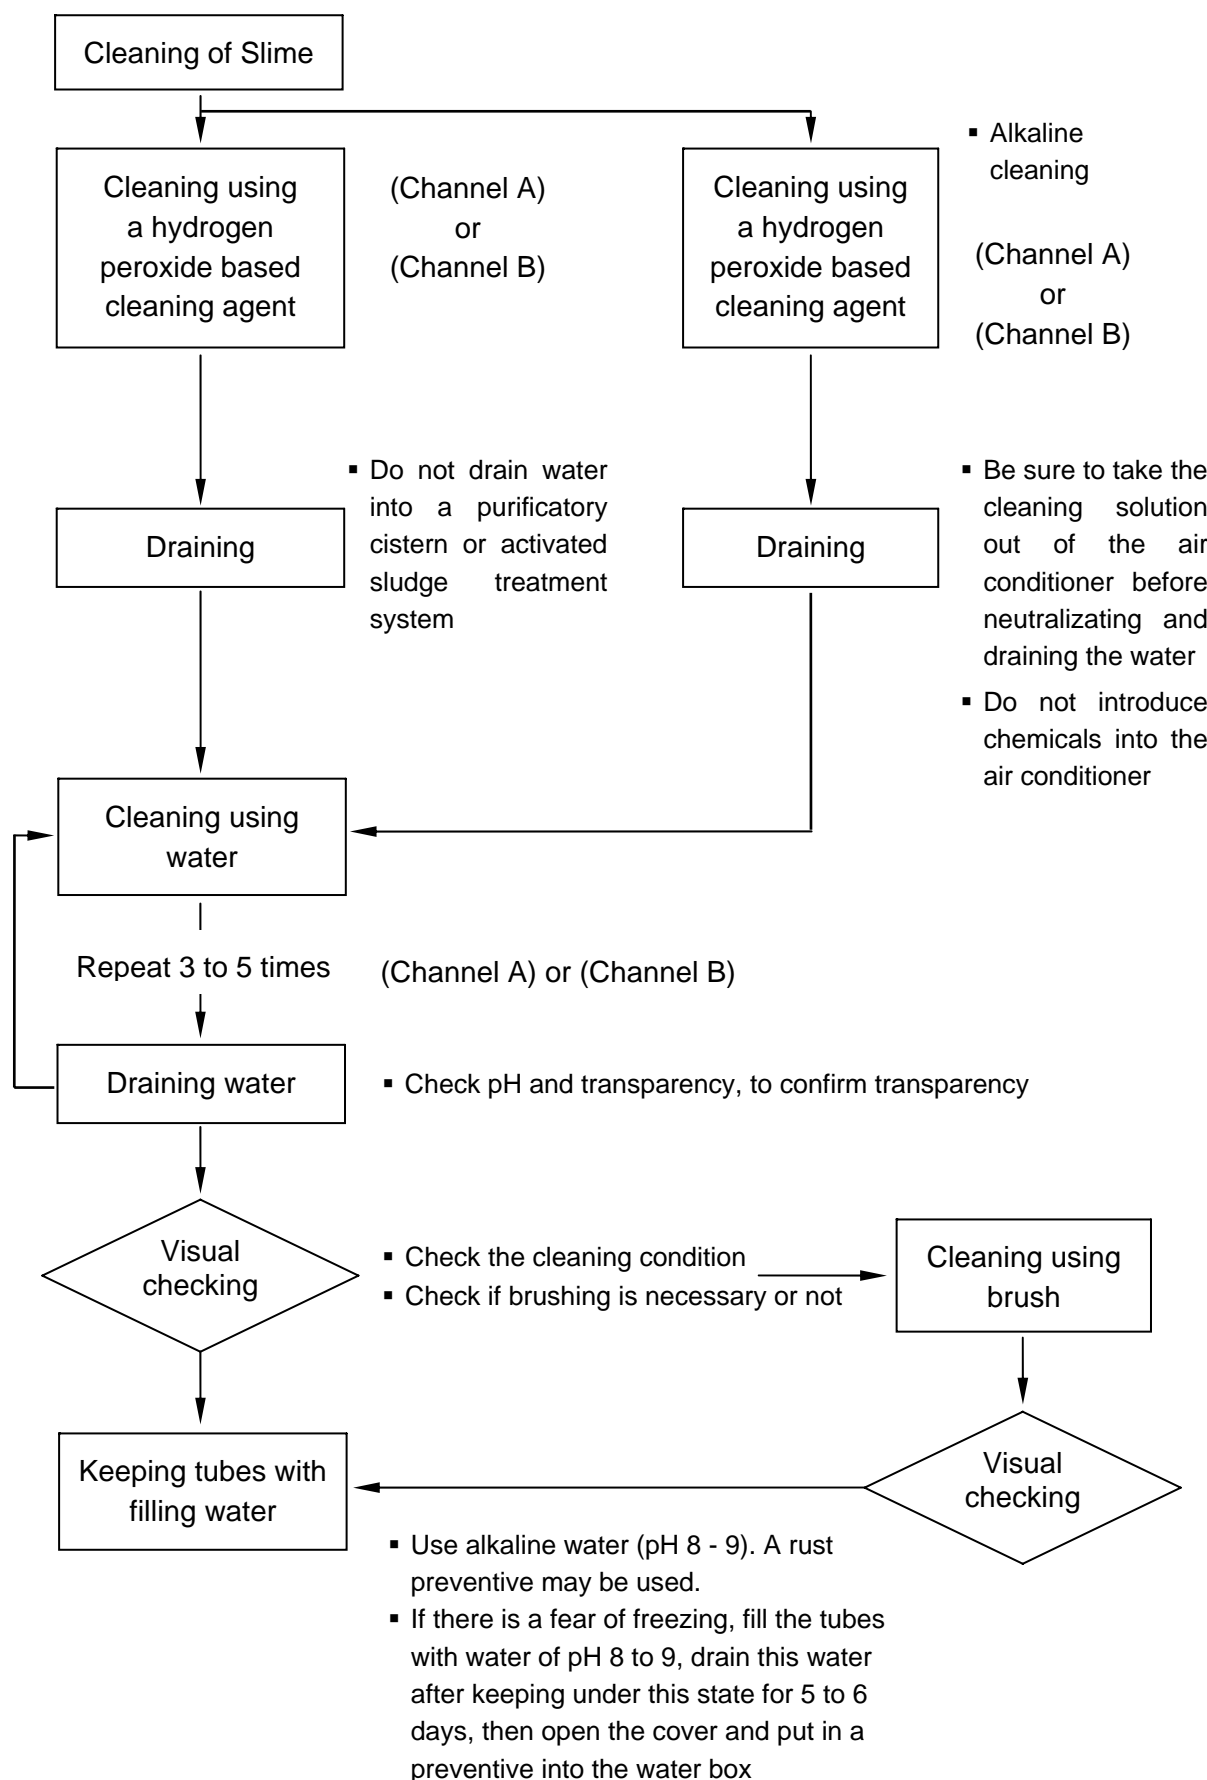 Cleaning of Slime
Cleaning using
a hydrogen
peroxide based
cleaning agent
(Channel A)
or
(Channel B)
Cleaning using
a hydrogen
peroxide based
cleaning agent
▪ Alkaline
cleaning
(Channel A)
or
(Channel B)
Draining
▪ Do not drain water
into a purificatory
cistern or activated
sludge treatment
system
Draining
▪ Be sure to take the
cleaning solution
out of the air
conditioner before
neutralizating and
draining the water
▪ Do not introduce
chemicals into the
air conditioner
Cleaning using
water
Repeat 3 to 5 times
(Channel A) or (Channel B)
Draining water
▪ Check pH and transparency, to confirm transparency
Visual
checking
▪ Check the cleaning condition
▪ Check if brushing is necessary or not
Cleaning using
brush
Keeping tubes with
filling water
Visual
checking
▪ Use alkaline water (pH 8 - 9). A rust
preventive may be used.
▪ If there is a fear of freezing, fill the tubes
with water of pH 8 to 9, drain this water
after keeping under this state for 5 to 6
days, then open the cover and put in a
preventive into the water box